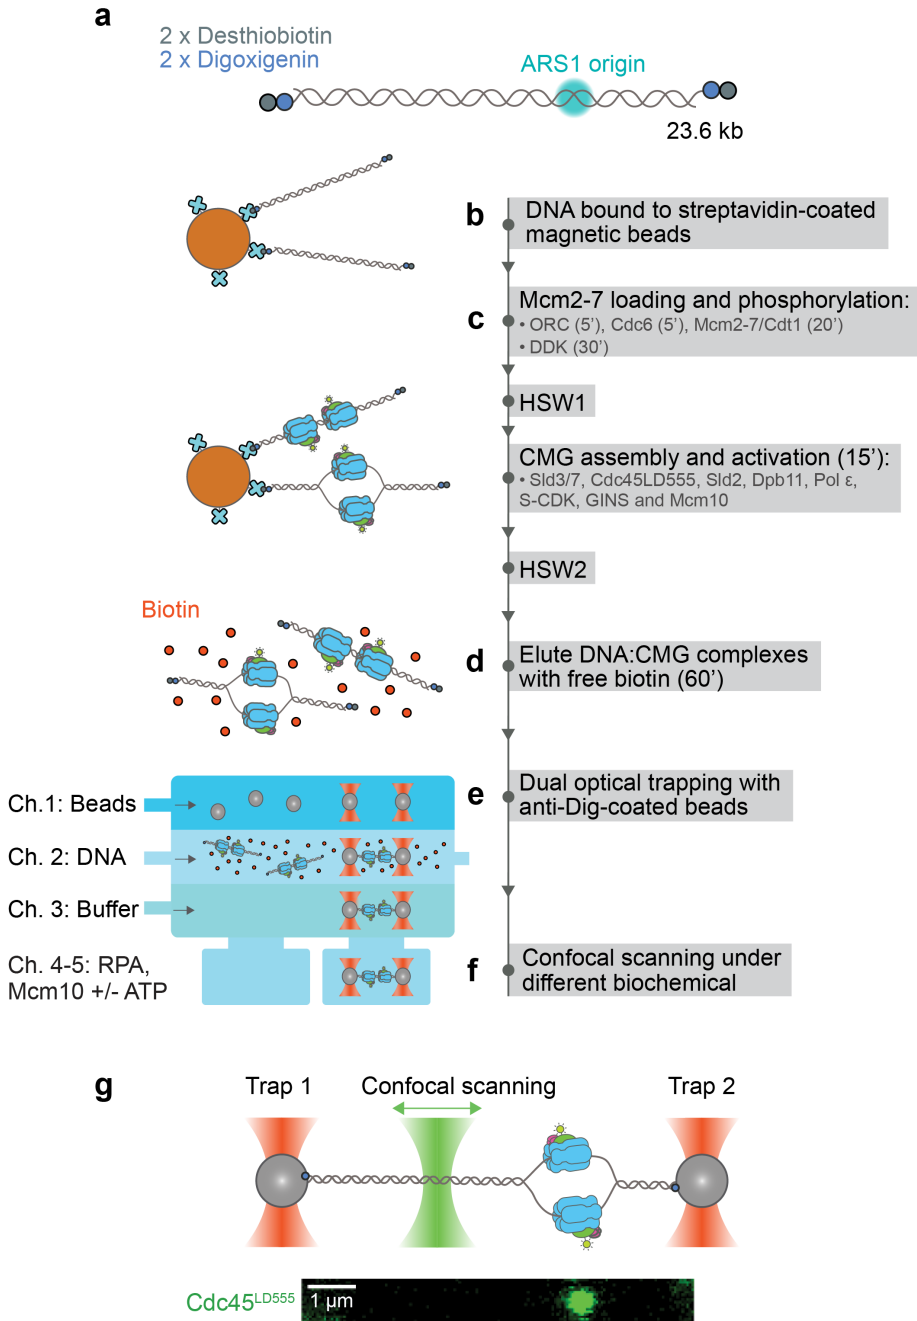 a
2 x Desthiobiotin
2 x Digoxigenin
ARS1 origin
23.6 kb
b
DNA bound to streptavidin-coated
magnetic beads
c
Mcm2-7 loading and phosphorylation:
• ORC (5’), Cdc6 (5’), Mcm2-7/Cdt1 (20’)
• DDK (30’)
HSW1
CMG assembly and activation (15’):
• Sld3/7, Cdc45LD555, Sld2, Dpb11, Pol ε,
S-CDK, GINS and Mcm10
HSW2
Biotin
d
Elute DNA:CMG complexes
with free biotin (60’)
e
Dual optical trapping with
anti-Dig-coated beads
Ch.1: Beads
Ch. 2: DNA
Ch. 3: Buffer
Ch. 4-5: RPA,
Mcm10 +/- ATP
f
Confocal scanning under
different biochemical
g
Trap 1
Confocal scanning
Trap 2
Cdc45LD555
1 µm